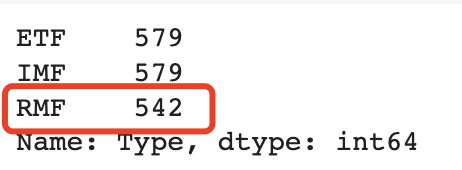 ETF    579
IMF    579
RMF    542
Name: Type, dtype: int64